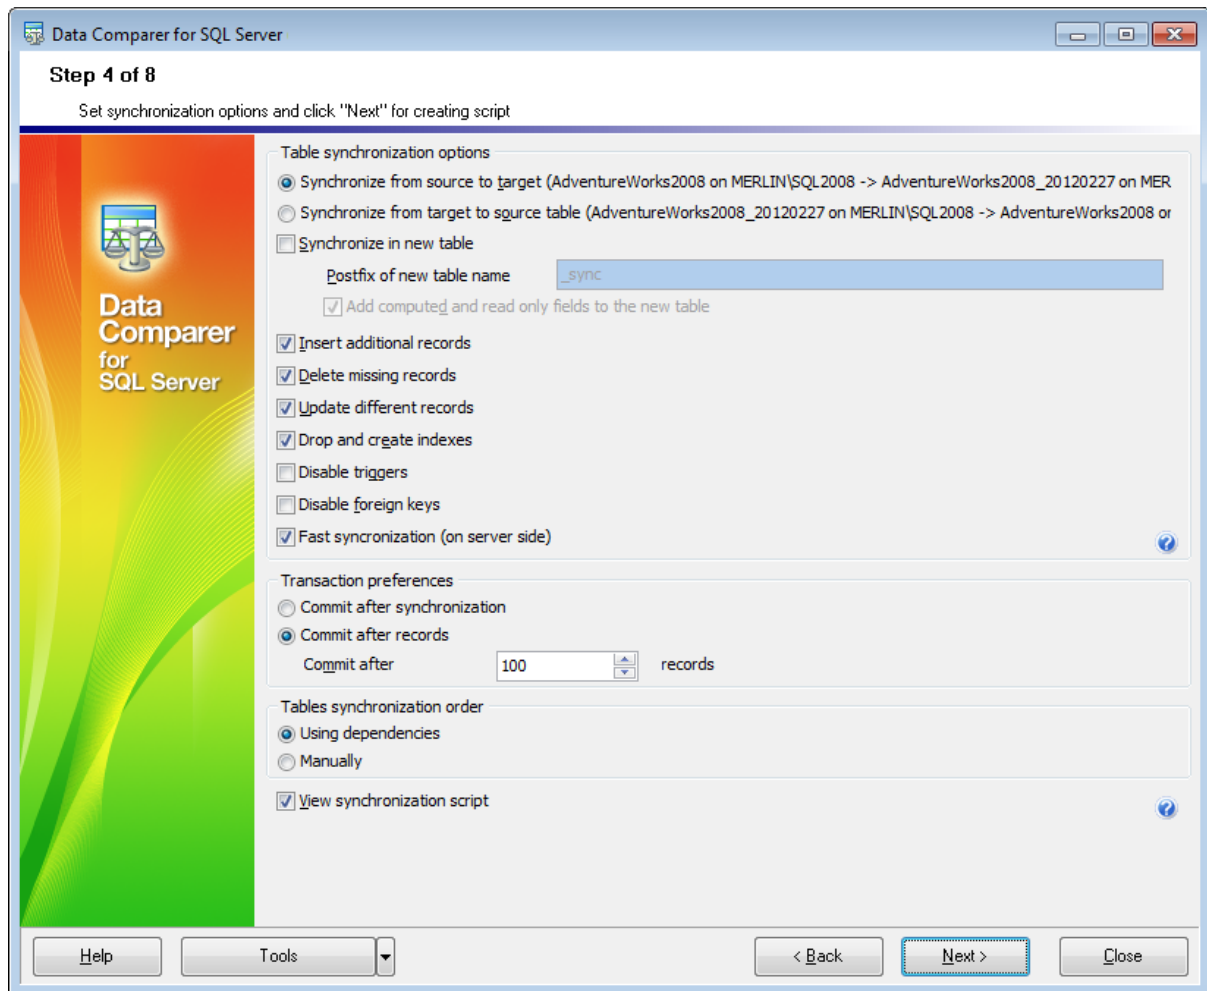 Data Comparer for SQL Server
Step 4 of 8
Set synchronization options and click "Next" for creating script
Data
Comparer
for
SQL Server
Table synchronization options
Synchronize from source to target (AdventureWorks2008 on MERLIN\SQL2008 -> AdventureWorks2008_20120227 on MER
Synchronize from target to source table (AdventureWorks2008_20120227 on MERLIN\SQL2008 -> AdventureWorks2008 or
Synchronize in new table
Postfix of new table name _sync
Add computed and read only fields to the new table
Insert additional records
Delete missing records
Update different records
Drop and create indexes
Disable triggers
Disable foreign keys
Fast syncronization (on server side)
Transaction preferences
Commit after synchronization
Commit after records
Commit after 100 records
Tables synchronization order
Using dependencies
Manually
View synchronization script
Help Tools < Back Next > Close